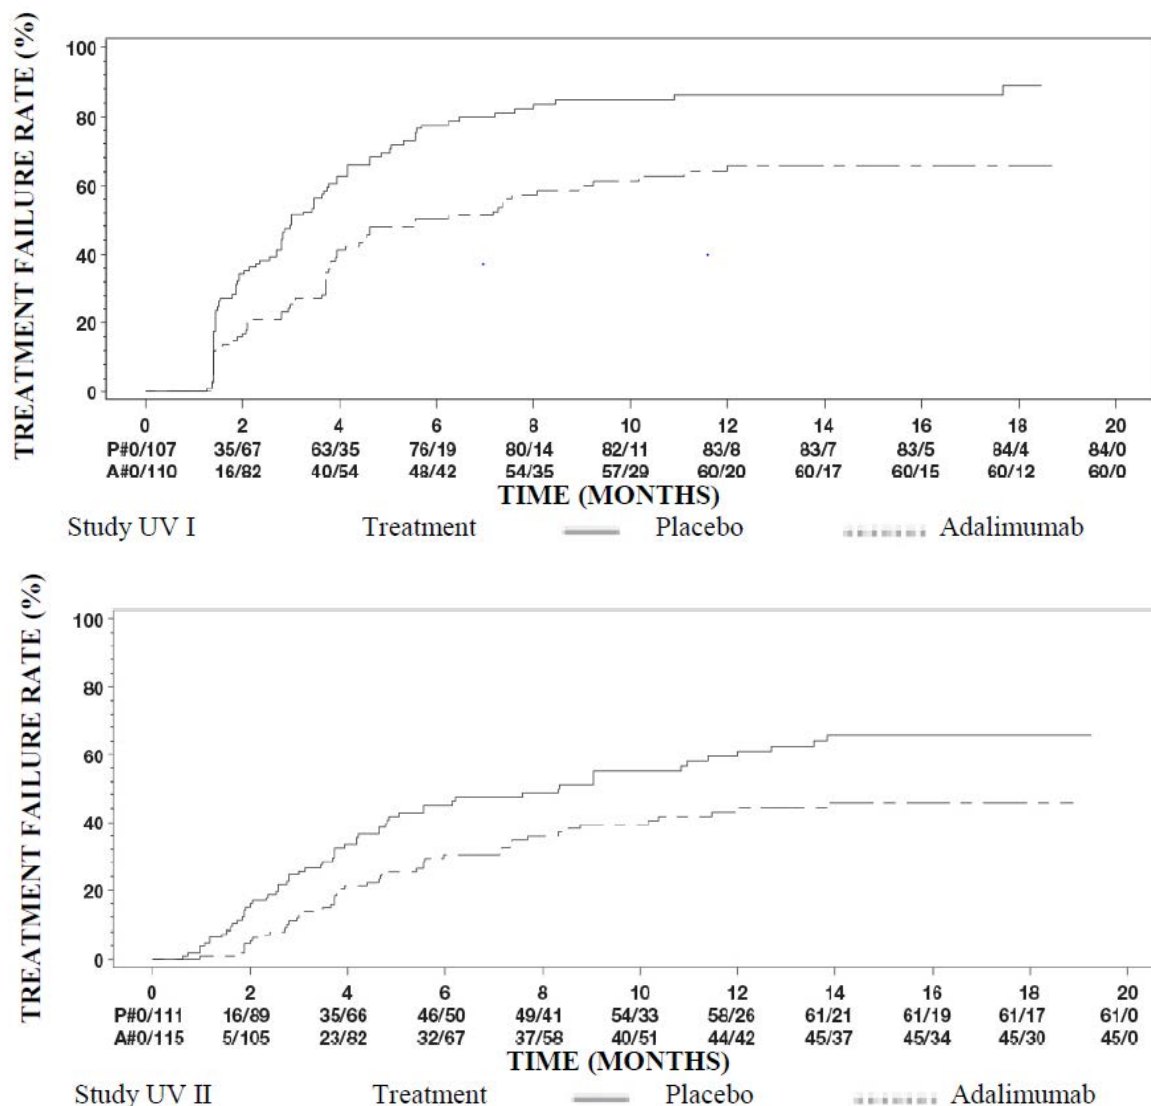 TREATMENT FAILURE RATE (%)
100
80
60
40
20
0
0 2 4 6 8 10 12 14 16 18 20
P#0/107 35/67 63/35 76/19 80/14 82/11 83/8 83/7 83/5 84/4 84/0
A#0/110 16/82 40/54 48/42 54/35 57/29 60/20 60/17 60/15 60/12 60/0
TIME (MONTHS)
Study UV I Treatment Placebo Adalimumab
TREATMENT FAILURE RATE (%)
100
80
60
40
20
0
0 2 4 6 8 10 12 14 16 18 20
P#0/111 16/89 35/66 46/50 49/41 54/33 58/26 61/21 61/19 61/17 61/0
A#0/115 5/105 23/82 32/67 37/58 40/51 44/42 45/37 45/34 45/30 45/0
TIME (MONTHS)
Study UV II Treatment Placebo Adalimumab